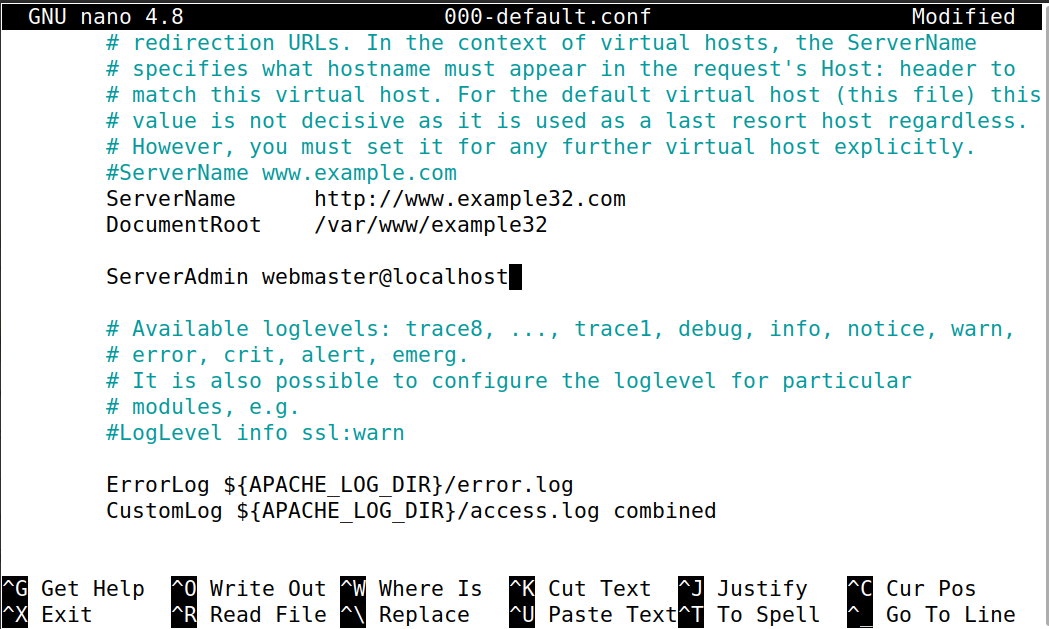 GNU nano 4.8 000-default.conf Modified
# redirection URLs. In the context of virtual hosts, the ServerName
# specifies what hostname must appear in the request's Host: header to
# match this virtual host. For the default virtual host (this file) this
# value is not decisive as it is used as a last resort host regardless.
# However, you must set it for any further virtual host explicitly.
#ServerName www.example.com
ServerName      http://www.example32.com
DocumentRoot    /var/www/example32
ServerAdmin webmaster@localhost
# Available loglevels: trace8, ..., trace1, debug, info, notice, warn,
# error, crit, alert, emerg.
# It is also possible to configure the loglevel for particular
# modules, e.g.
#LogLevel info ssl:warn
ErrorLog ${APACHE_LOG_DIR}/error.log
CustomLog ${APACHE_LOG_DIR}/access.log combined
^G Get Help ^O Write Out ^W Where Is ^K Cut Text ^J Justify ^C Cur Pos
^X Exit ^R Read File ^\ Replace ^U Paste Text ^T To Spell ^_ Go To Line